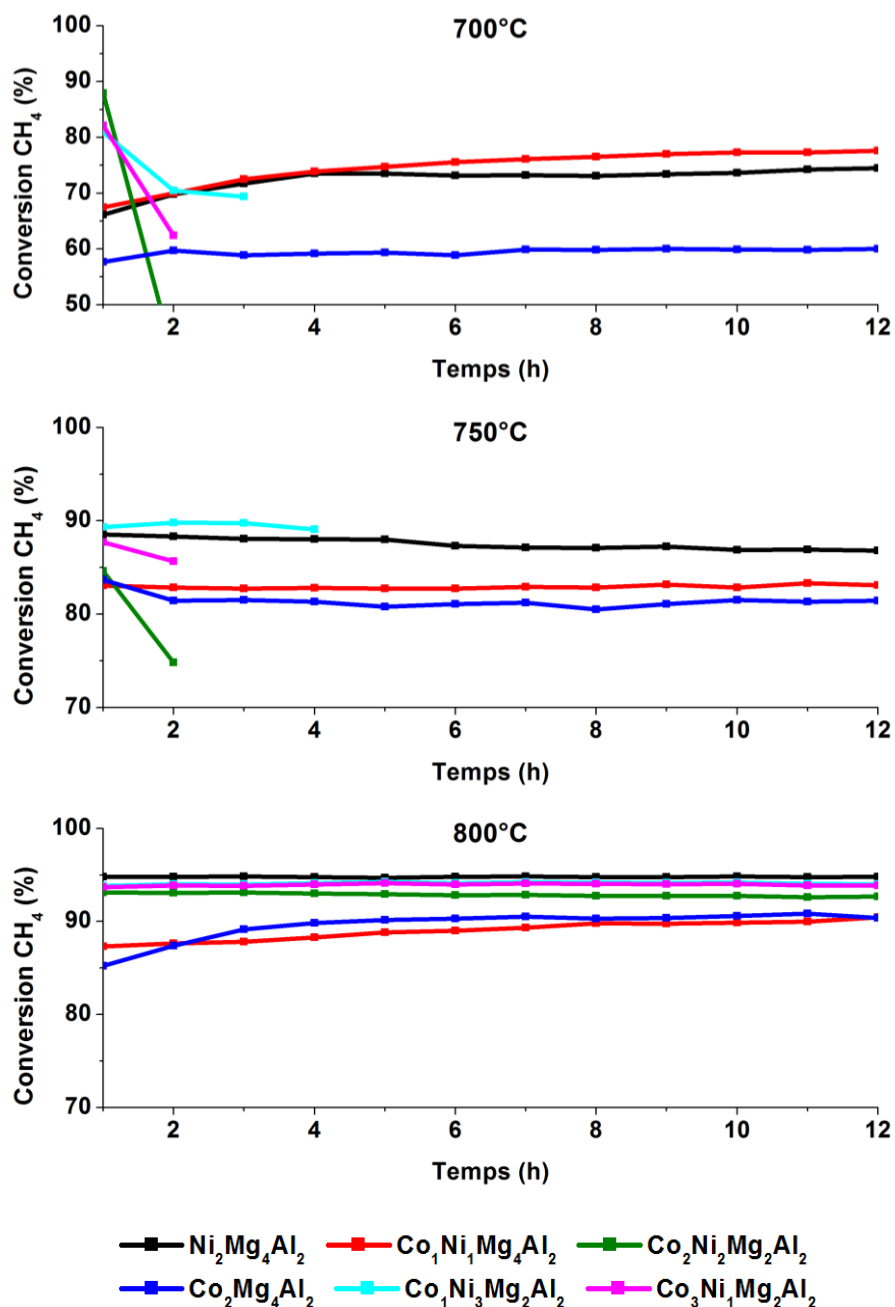 700°C
100
90
80
70
60
50
Conversion CH₄ (%)
2 4 6 8 10 12
Temps (h)
750°C
100
90
80
70
Conversion CH₄ (%)
2 4 6 8 10 12
Temps (h)
800°C
100
90
80
70
Conversion CH₄ (%)
2 4 6 8 10 12
Temps (h)
Ni₂Mg₄Al₂ Co₁Ni₁Mg₄Al₂ Co₂Ni₂Mg₂Al₂
Co₂Mg₄Al₂ Co₁Ni₃Mg₂Al₂ Co₃Ni₁Mg₂Al₂